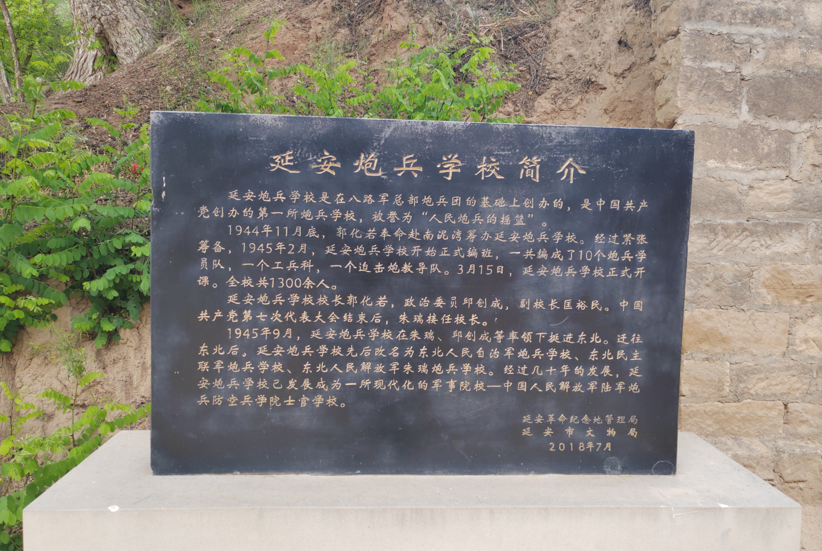 延安炮兵学校简介
延安炮兵学校是在八路军总部炮兵团的基础上创办的，是中国共产
党创办的第一所炮兵学校，被誉为“人民炮兵的摇篮”。
1944年11月底，郭化若奉命赴南泥湾筹办延安炮兵学校。经过紧张
筹备，1945年2月，延安炮兵学校开始正式编班，一共编成了10个炮兵学
员队，一个工兵科，一个迫击炮教导队。3月15日，延安炮兵学校正式开
课。全校共1300余人。
延安炮兵学校校长郭化若，政治委员邱创成，副校长匡裕民。中国
共产党第七次代表大会结束后，朱瑞接任校长。
1945年9月，延安炮兵学校在朱瑞、邱创成等率领下挺进东北。迁往
东北后。延安炮兵学校先后改名为东北人民自治军炮兵学校、东北民主
联军炮兵学校、东北人民解放军朱瑞炮兵学校。经过几十年的发展，延
安炮兵学校已发展成为一所现代化的军事院校—中国人民解放军陆军炮
兵防空兵学院士官学校。
延安革命纪念地管理局
延安市文物局
2018年7月